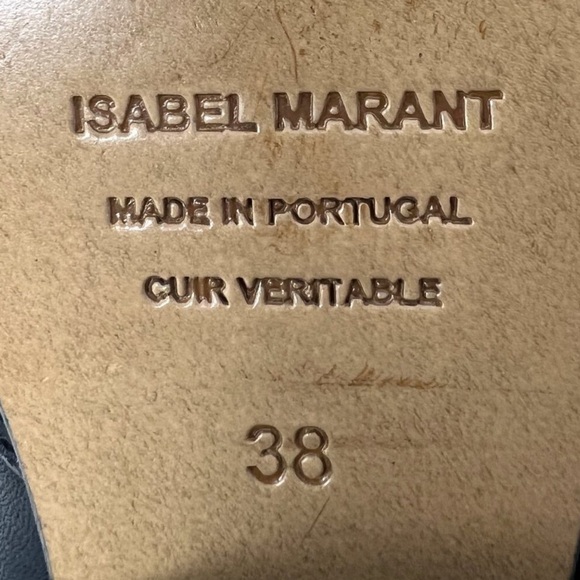 ISABEL MARANT
MADE IN PORTUGAL
CUIR VERITABLE
38